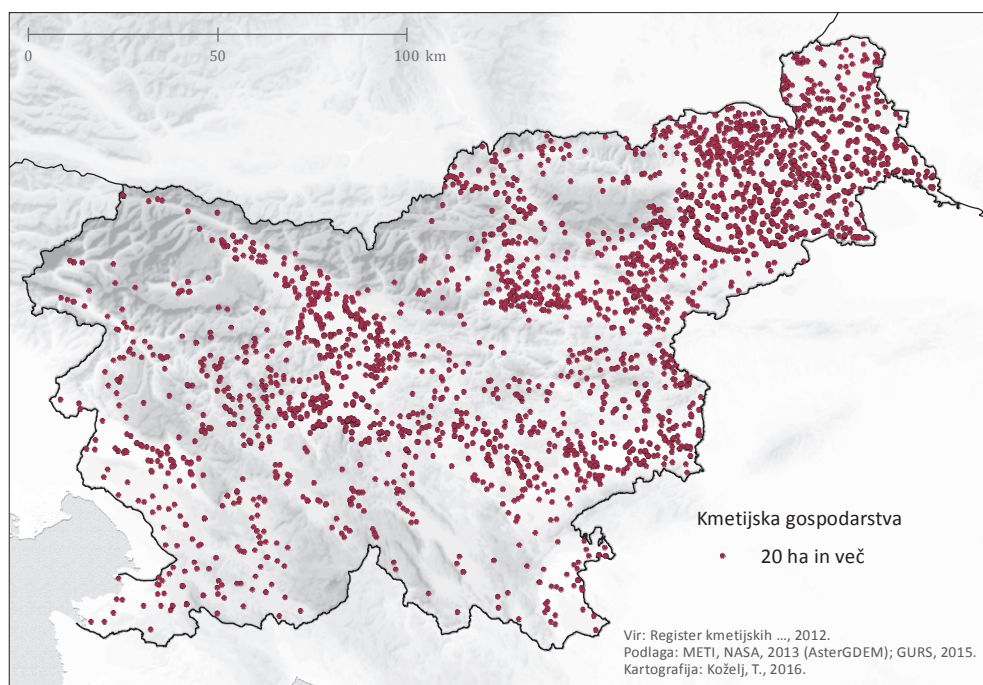 0 50 100 km
Kmetijska gospodarstva
20 ha in več
Vir: Register kmetijskih ..., 2012.
Podlaga: METI, NASA, 2013 (AsterGDEM); GURS, 2015.
Kartografija: Koželj, T., 2016.